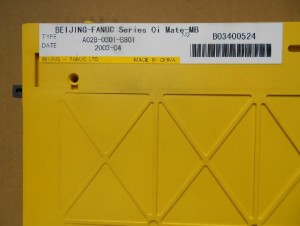 BEIJING-FANUC Series 0i Mate-MB
TYPE A02B-0301-B801 NO B03400524
DATE 2003-04
BEIJING-FANUC LTD MADE IN CHINA